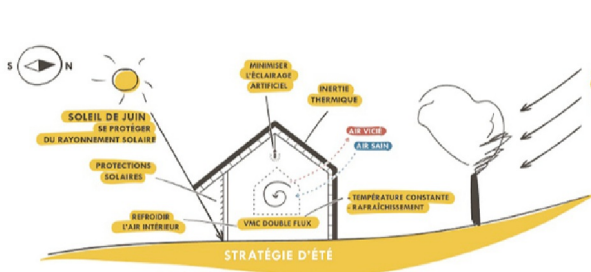 S N
SOLEIL DE JUIN
SE PROTÉGER
DU RAYONNEMENT SOLAIRE
MINIMISER
L'ÉCLAIRAGE
ARTIFICIEL
INERTIE
THERMIQUE
AIR VICIÉ
AIR SAIN
PROTECTIONS
SOLAIRES
- TEMPÉRATURE CONSTANTE
- RAFRAÎCHISSEMENT
REFROIDIR
L'AIR INTÉRIEUR
VMC DOUBLE FLUX
STRATÉGIE D'ÉTÉ